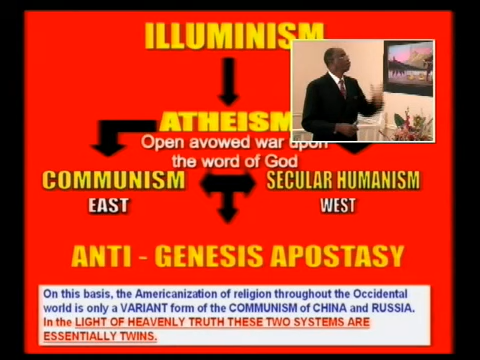 ILLUMINISM
ATHEISM
Open avowed war upon
the word of God
COMMUNISM
SECULAR HUMANISM
EAST
WEST
ANTI - GENESIS APOSTASY
On this basis, the Americanization of religion throughout the Occidental
world is only a VARIANT form of the COMMUNISM of CHINA and RUSSIA.
In the LIGHT OF HEAVENLY TRUTH THESE TWO SYSTEMS ARE
ESSENTIALLY TWINS.